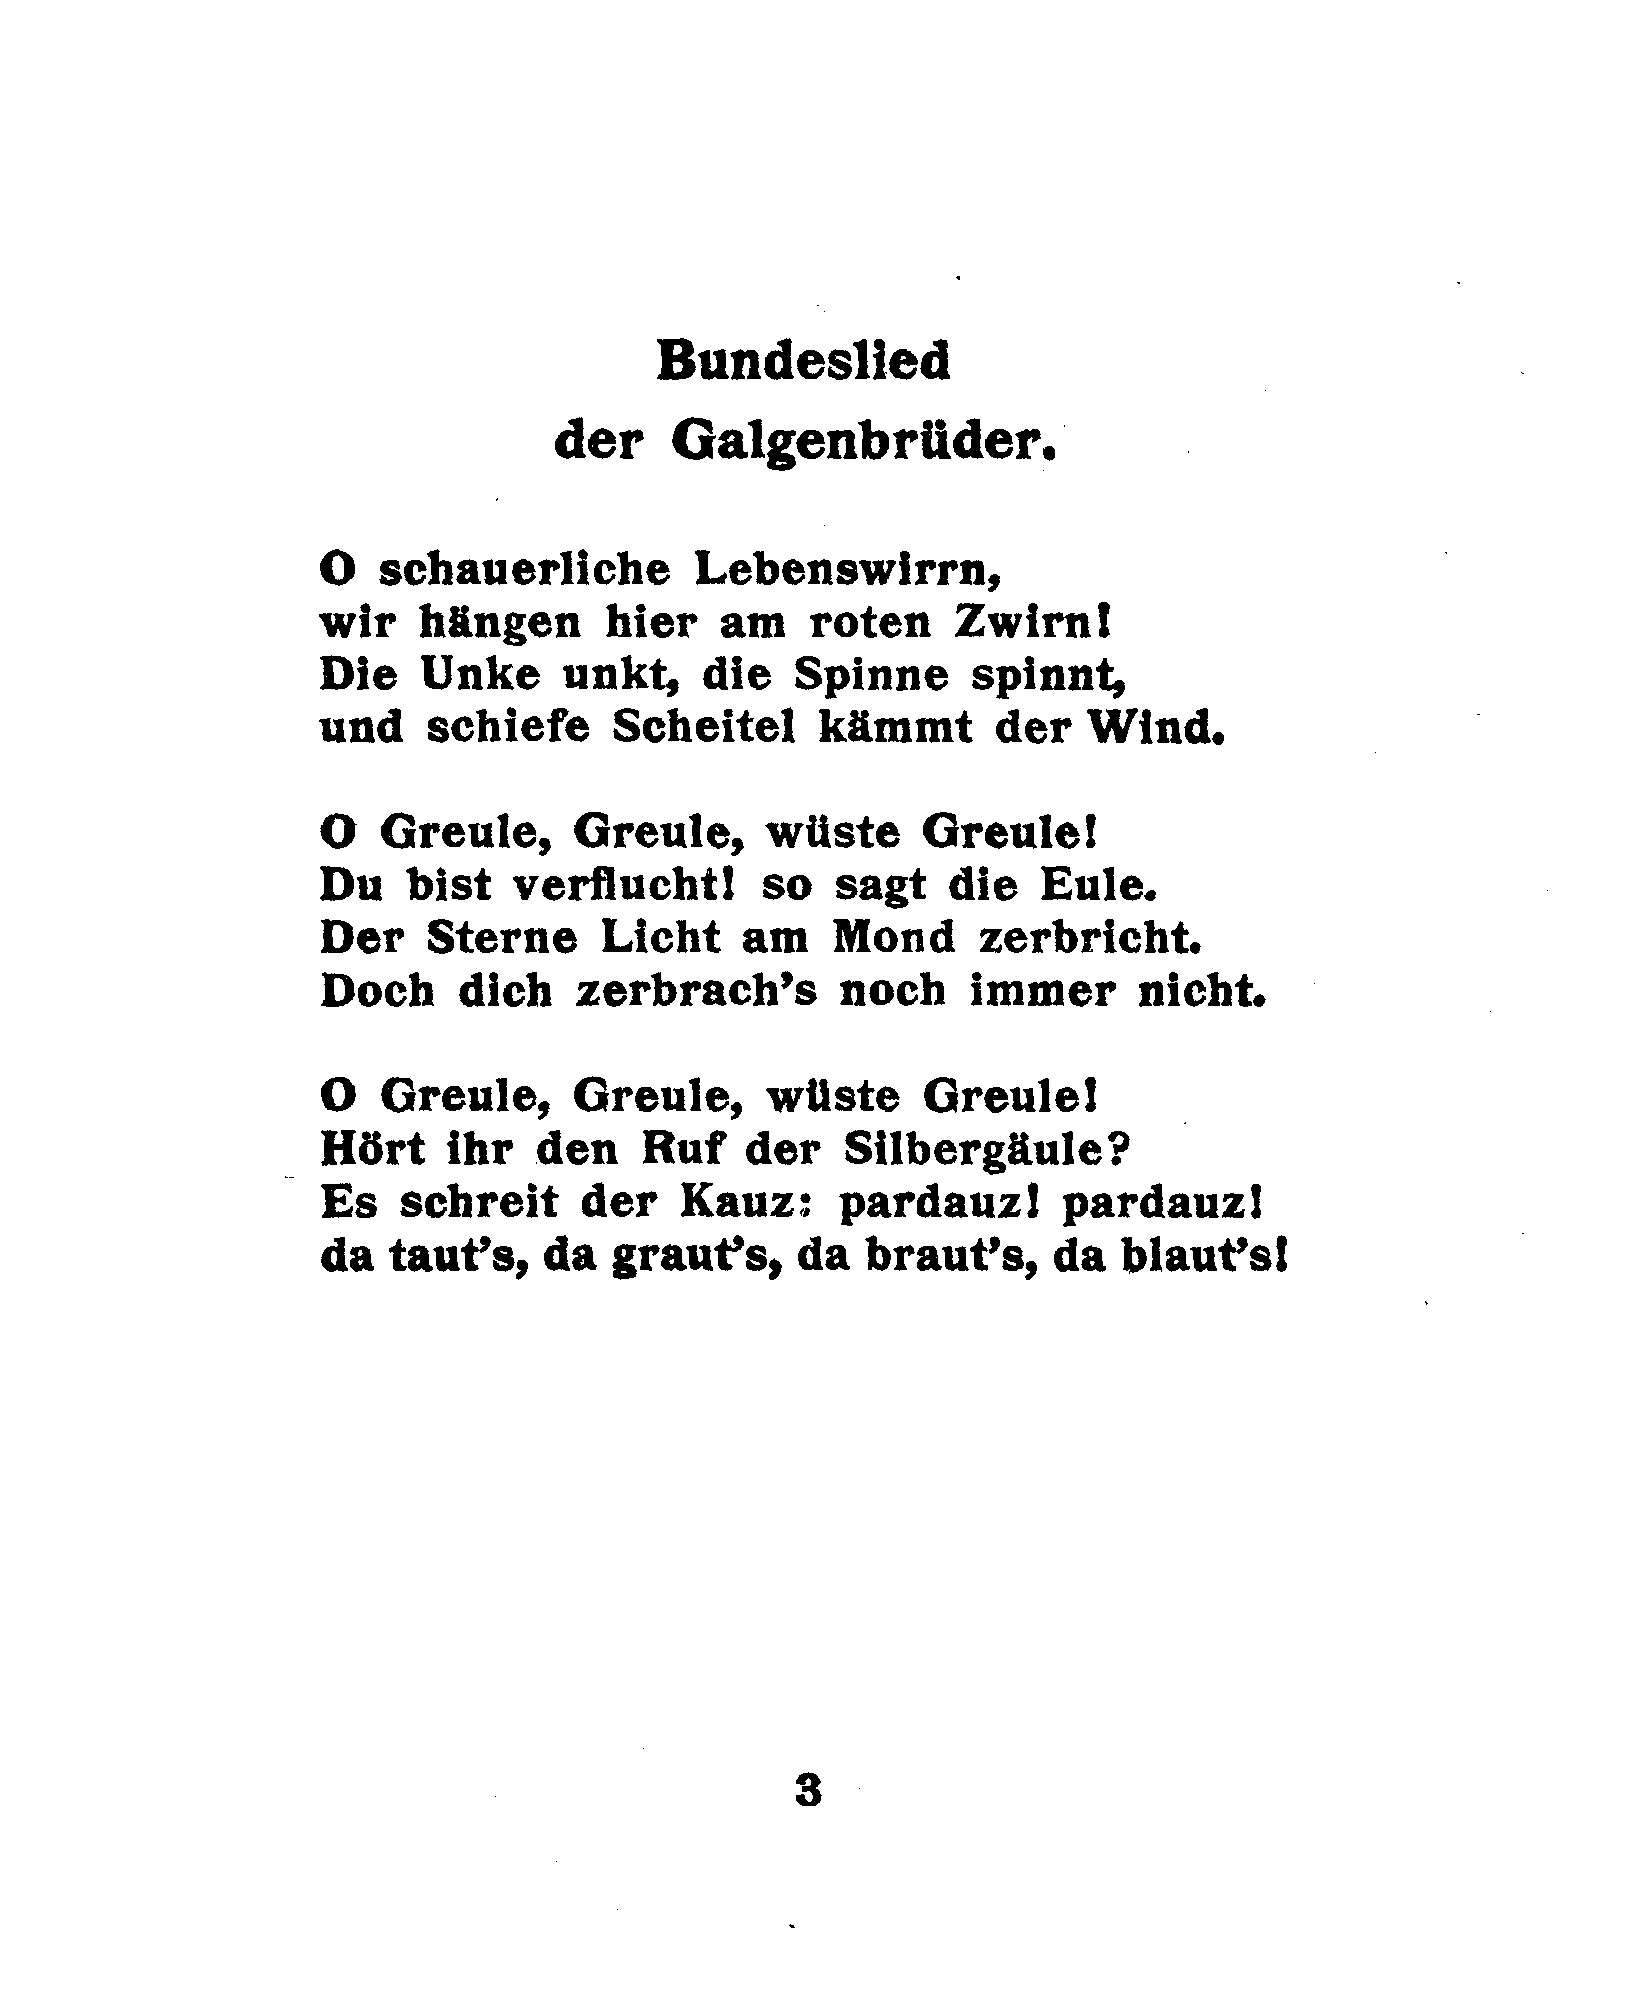 Bundeslied
der Galgenbrüder.
O schauerliche Lebenswirrn,
wir hängen hier am roten Zwirn!
Die Unke unkt, die Spinne spinnt,
und schiefe Scheitel kämmt der Wind.
O Greule, Greule, wüste Greule!
Du bist verflucht! so sagt die Eule.
Der Sterne Licht am Mond zerbricht.
Doch dich zerbrach's noch immer nicht.
O Greule, Greule, wüste Greule!
Hört ihr den Ruf der Silbergäule?
Es schreit der Kauz: pardauz! pardauz!
da taut's, da graut's, da braut's, da blaut's!
3